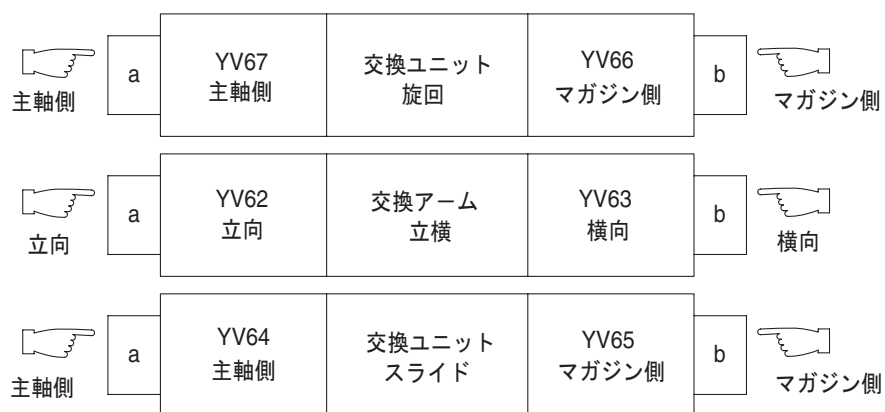 a
YV67
主軸側
交換ユニット
旋回
YV66
マガジン側
b
主軸側
マガジン側
a
YV62
立向
交換アーム
立横
YV63
横向
b
立向
横向
a
YV64
主軸側
交換ユニット
スライド
YV65
マガジン側
b
主軸側
マガジン側